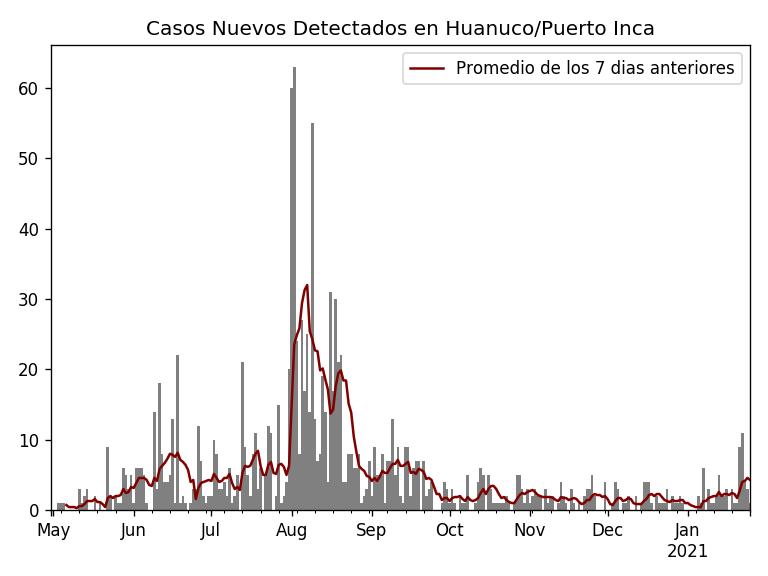 Casos Nuevos Detectados en Huanuco/Puerto Inca
Promedio de los 7 dias anteriores
60
50
40
30
20
10
0
May Jun Jul Aug Sep Oct Nov Dec Jan
2021